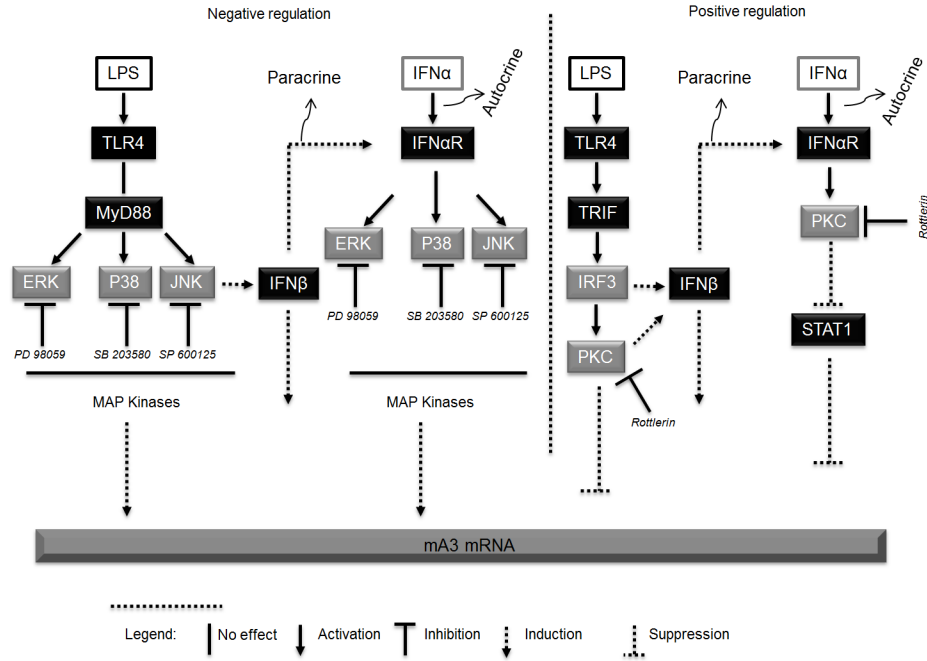 Negative regulation
Positive regulation
LPS
IFNα
LPS
IFNα
Paracrine
Autocrine
Paracrine
Autocrine
TLR4
IFNαR
TLR4
IFNαR
MyD88
TRIF
PKC
Rottlerin
ERK
P38
JNK
ERK
P38
JNK
IFNβ
IRF3
IFNβ
PD 98059
SB 203580
SP 600125
STAT1
PD 98059
SB 203580
SP 600125
PKC
MAP Kinases
MAP Kinases
Rottlerin
mA3 mRNA
Legend:
No effect
Activation
Inhibition
Induction
Suppression